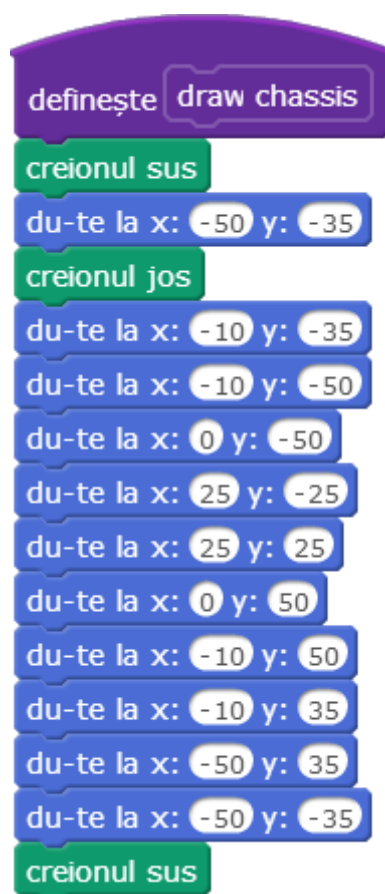 definește draw chassis
creionul sus
du-te la x: -50 y: -35
creionul jos
du-te la x: -10 y: -35
du-te la x: -10 y: -50
du-te la x: 0 y: -50
du-te la x: 25 y: -25
du-te la x: 25 y: 25
du-te la x: 0 y: 50
du-te la x: -10 y: 50
du-te la x: -10 y: 35
du-te la x: -50 y: 35
du-te la x: -50 y: -35
creionul sus